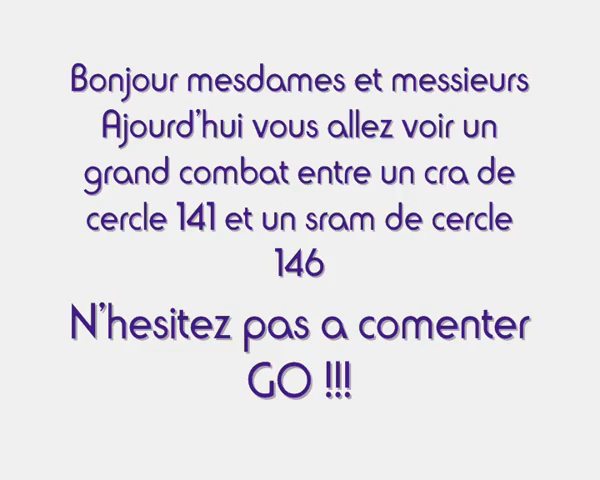 Bonjour mesdames et messieurs
Ajourd'hui vous allez voir un
grand combat entre un cra de
cercle 141 et un sram de cercle
146
N'hesitez pas a comenter
GO !!!